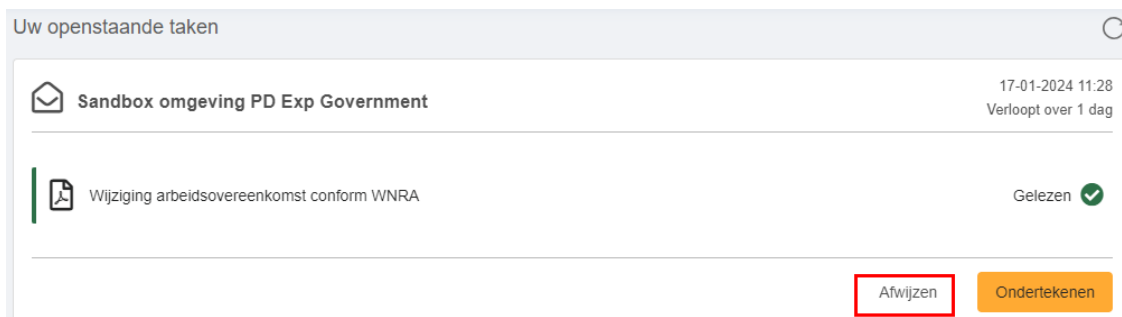 Uw openstaande taken
Sandbox omgeving PD Exp Government
17-01-2024 11:28
Verloopt over 1 dag
Wijziging arbeidsovereenkomst conform WNRA
Gelezen
Afwijzen
Ondertekenen